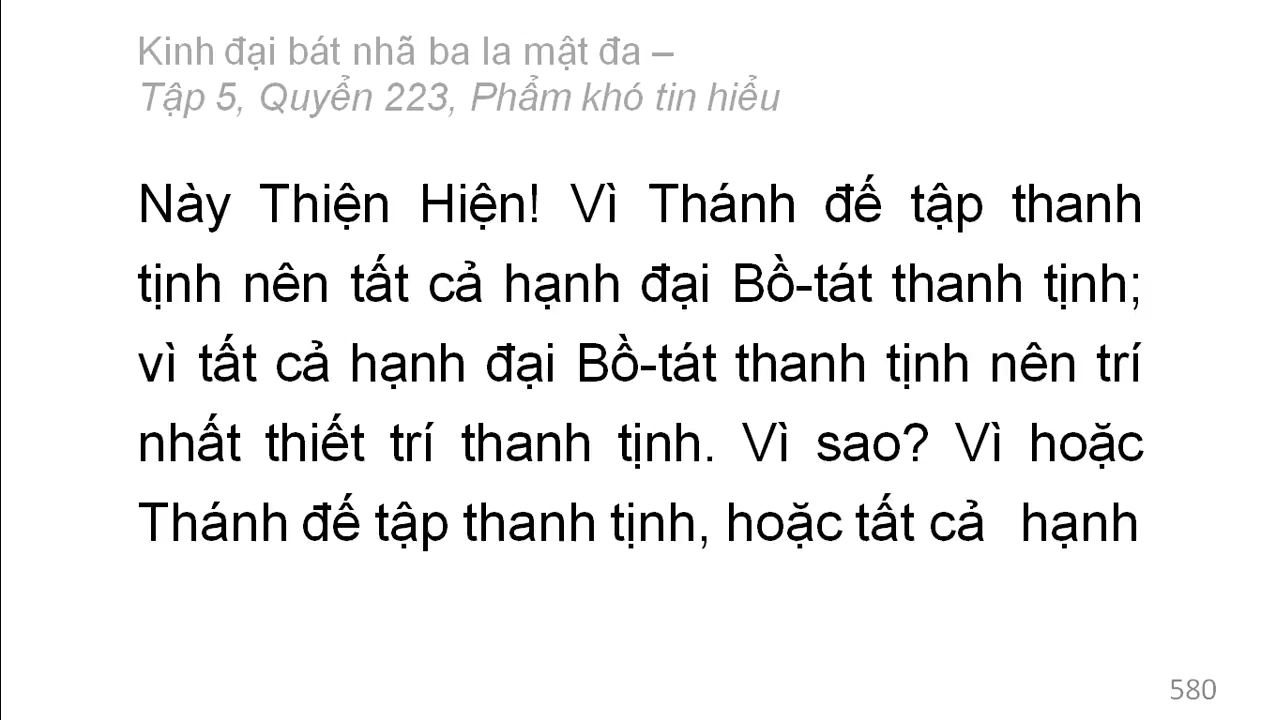 Kinh đại bát nhã ba la mật đa –
Tập 5, Quyển 223, Phẩm khó tin hiểu
Này Thiện Hiện! Vì Thánh đế tập thanh
tịnh nên tất cả hạnh đại Bồ-tát thanh tịnh;
vì tất cả hạnh đại Bồ-tát thanh tịnh nên trí
nhất thiết trí thanh tịnh. Vì sao? Vì hoặc
Thánh đế tập thanh tịnh, hoặc tất cả hạnh
580